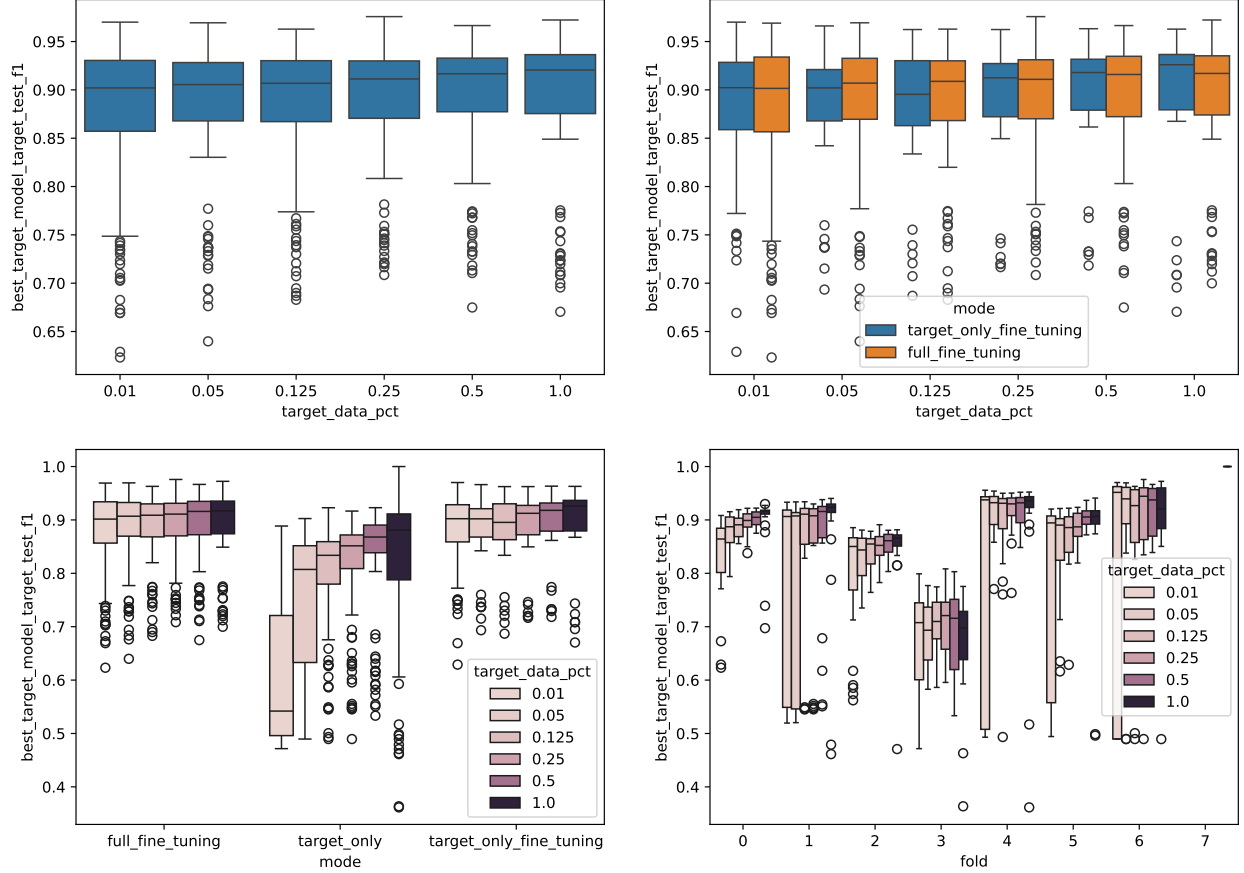 best_target_model_target_test_f1
0.95
0.90
0.85
0.80
0.75
0.70
0.65
0.01 0.05 0.125 0.25 0.5 1.0
target_data_pct
best_target_model_target_test_f1
0.95
0.90
0.85
0.80
0.75
0.70
0.65
mode
target_only_fine_tuning
full_fine_tuning
0.01 0.05 0.125 0.25 0.5 1.0
target_data_pct
best_target_model_target_test_f1
1.0
0.9
0.8
0.7
0.6
0.5
0.4
target_data_pct
0.01
0.05
0.125
0.25
0.5
1.0
full_fine_tuning target_only target_only_fine_tuning
mode
best_target_model_target_test_f1
1.0
0.9
0.8
0.7
0.6
0.5
0.4
target_data_pct
0.01
0.05
0.125
0.25
0.5
1.0
0 1 2 3 4 5 6 7
fold